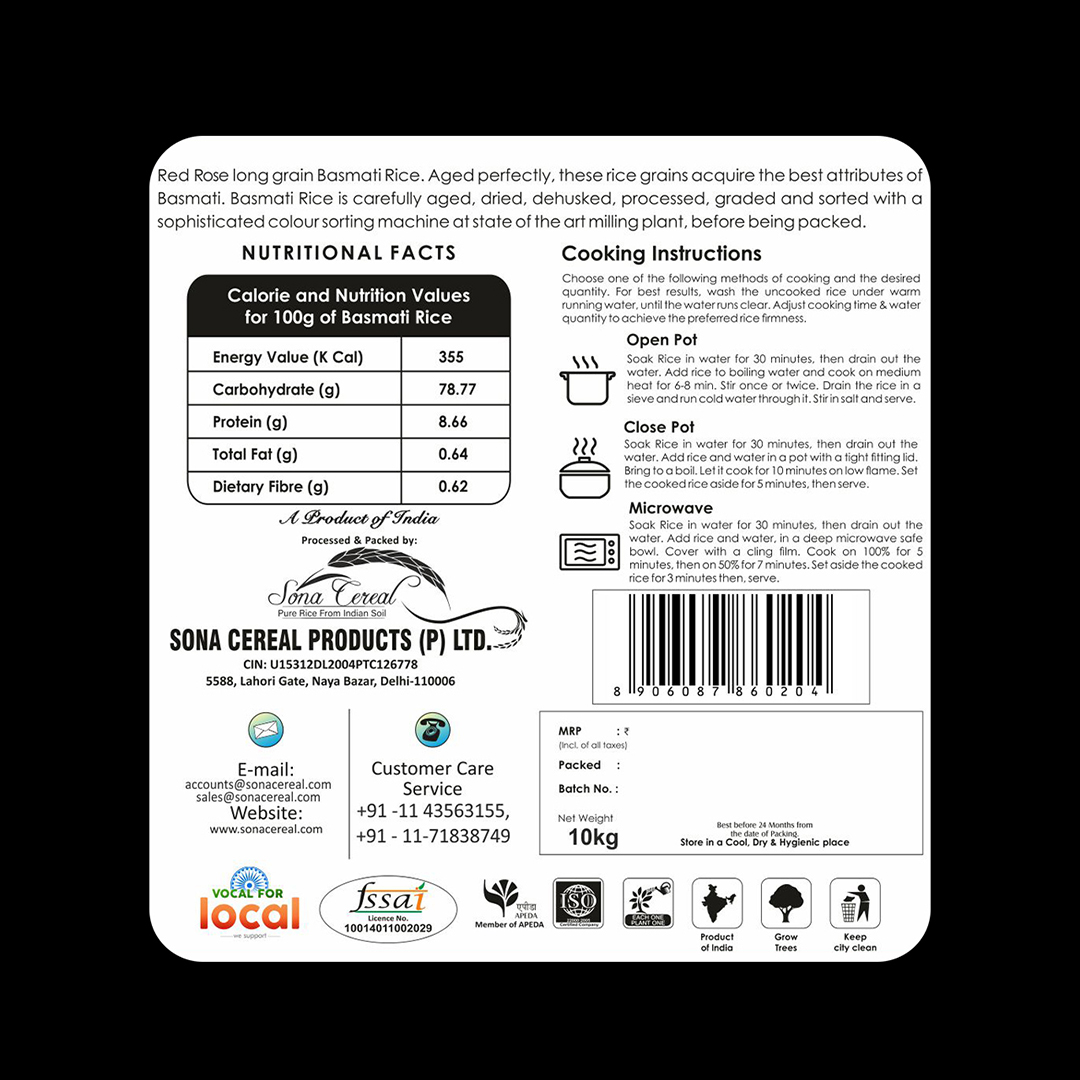 Red Rose long grain Basmati Rice. Aged perfectly, these rice grains acquire the best attributes of
Basmati. Basmati Rice is carefully aged, dried, dehusked, processed, graded and sorted with a
sophisticated colour sorting machine at state of the art milling plant, before being packed.
NUTRITIONAL FACTS
Calorie and Nutrition Values
for 100g of Basmati Rice
Energy Value (K Cal) 355
Carbohydrate (g) 78.77
Protein (g) 8.66
Total Fat (g) 0.64
Dietary Fibre (g) 0.62
A Product of India
Processed & Packed by:
Sona Cereal
Pure Rice From Indian Soil
SONA CEREAL PRODUCTS (P) LTD.
CIN: U15312DL2004PTC126778
5588, Lahori Gate, Naya Bazar, Delhi-110006
E-mail:
accounts@sonacereal.com
sales@sonacereal.com
Website:
www.sonacereal.com
Customer Care
Service
+91 -11 43563155,
+91 - 11-71838749
Cooking Instructions
Choose one of the following methods of cooking and the desired
quantity. For best results, wash the uncooked rice under warm
running water, until the water runs clear. Adjust cooking time & water
quantity to achieve the preferred rice firmness.
Open Pot
Soak Rice in water for 30 minutes, then drain out the
water. Add rice to boiling water and cook on medium
heat for 6-8 min. Stir once or twice. Drain the rice in a
sieve and run cold water through it. Stir in salt and serve.
Close Pot
Soak Rice in water for 30 minutes, then drain out the
water. Add rice and water in a pot with a tight fitting lid.
Bring to a boil. Let it cook for 10 minutes on low flame. Set
the cooked rice aside for 5 minutes, then serve.
Microwave
Soak Rice in water for 30 minutes, then drain out the
water. Add rice and water, in a deep microwave safe
bowl. Cover with a cling film. Cook on 100% for 5
minutes, then on 50% for 7 minutes. Set aside the cooked
rice for 3 minutes then, serve.
8 906087 860204
MRP : ₹
(Incl. of all taxes)
Packed :
Batch No. :
Net Weight
10kg
Best before 24 Months from
the date of Packing.
Store in a Cool, Dry & Hygienic place
VOCAL FOR
local
we support
fssai
Licence No.
10014011002029
एपीडा
APEDA
Member of APEDA
ISO
22000-2005
Certified Company
EACH ONE
PLANT ONE
Product
of India
Grow
Trees
Keep
city clean